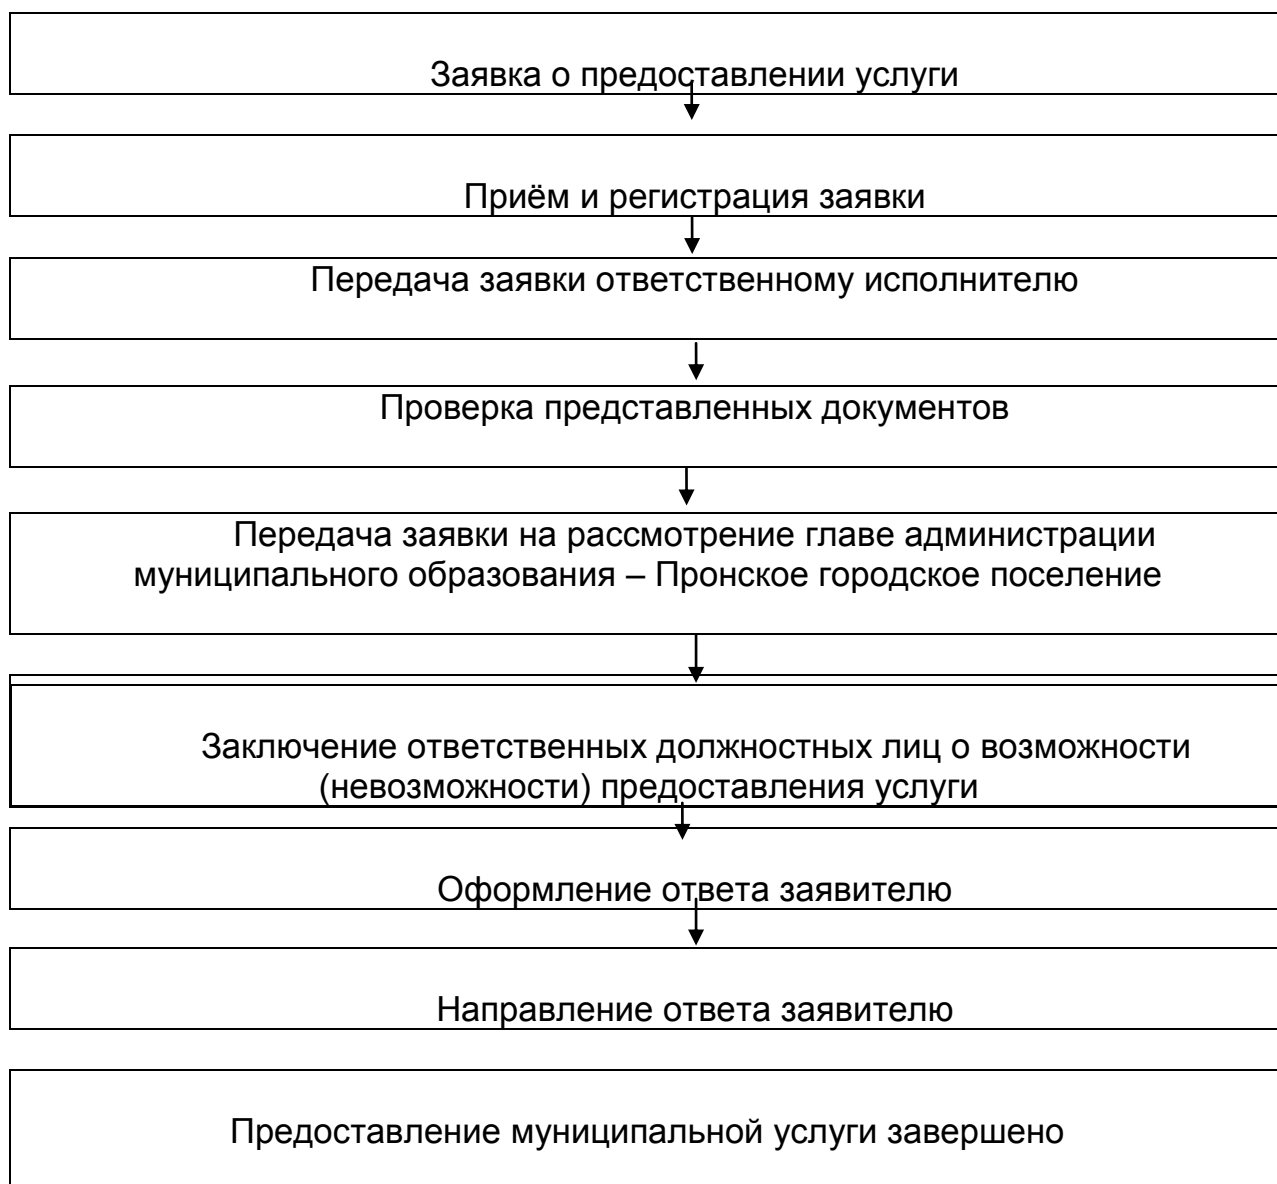 Заявка о предоставлении услуги
Приём и регистрация заявки
Передача заявки ответственному исполнителю
Проверка представленных документов
Передача заявки на рассмотрение главе администрации
муниципального образования – Пронское городское поселение
Заключение ответственных должностных лиц о возможности
(невозможности) предоставления услуги
Оформление ответа заявителю
Направление ответа заявителю
Предоставление муниципальной услуги завершено